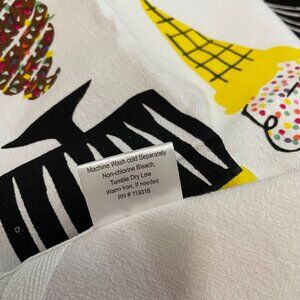 Machine Wash cold Separately
Non-chlorine Bleach,
Tumble Dry Low
Warm Iron, if needed
RN # 119316